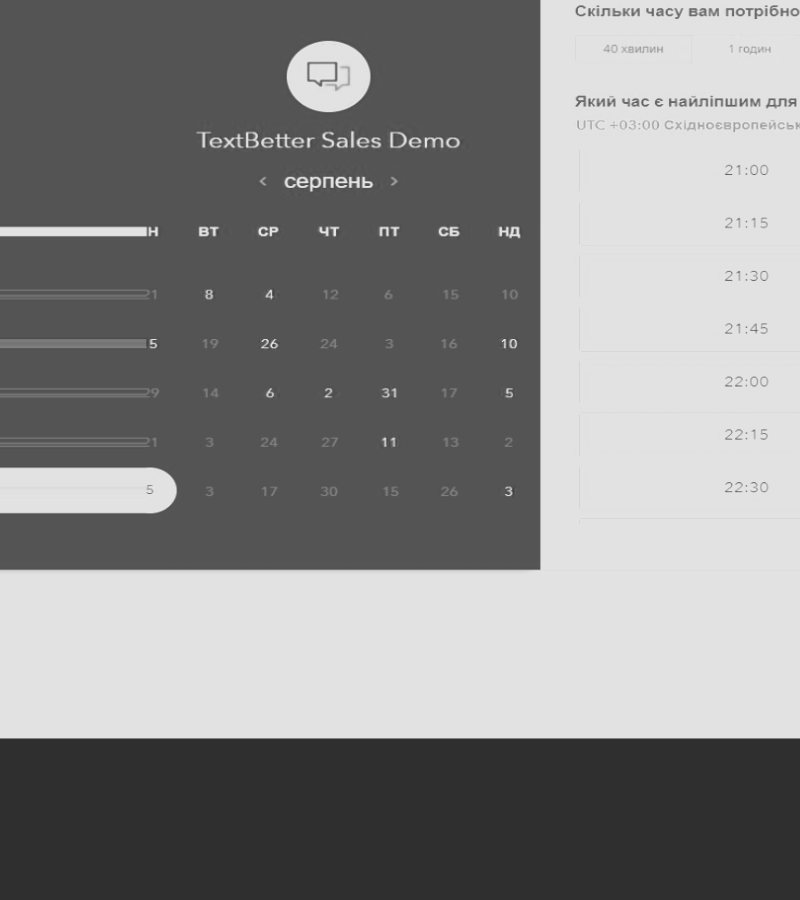 TextBetter Sales Demo
< серпень >
Н ВТ СР ЧТ ПТ СБ НД
21 8 4 12 6 15 10
5 19 26 24 3 16 10
29 14 6 2 31 17 5
21 3 24 27 11 13 2
5 3 17 30 15 26 3
Скільки часу вам потрібно
40 хвилин 1 годин
Який час є найліпшим для
UTC +03:00 Східноєвропейськ
21:00
21:15
21:30
21:45
22:00
22:15
22:30